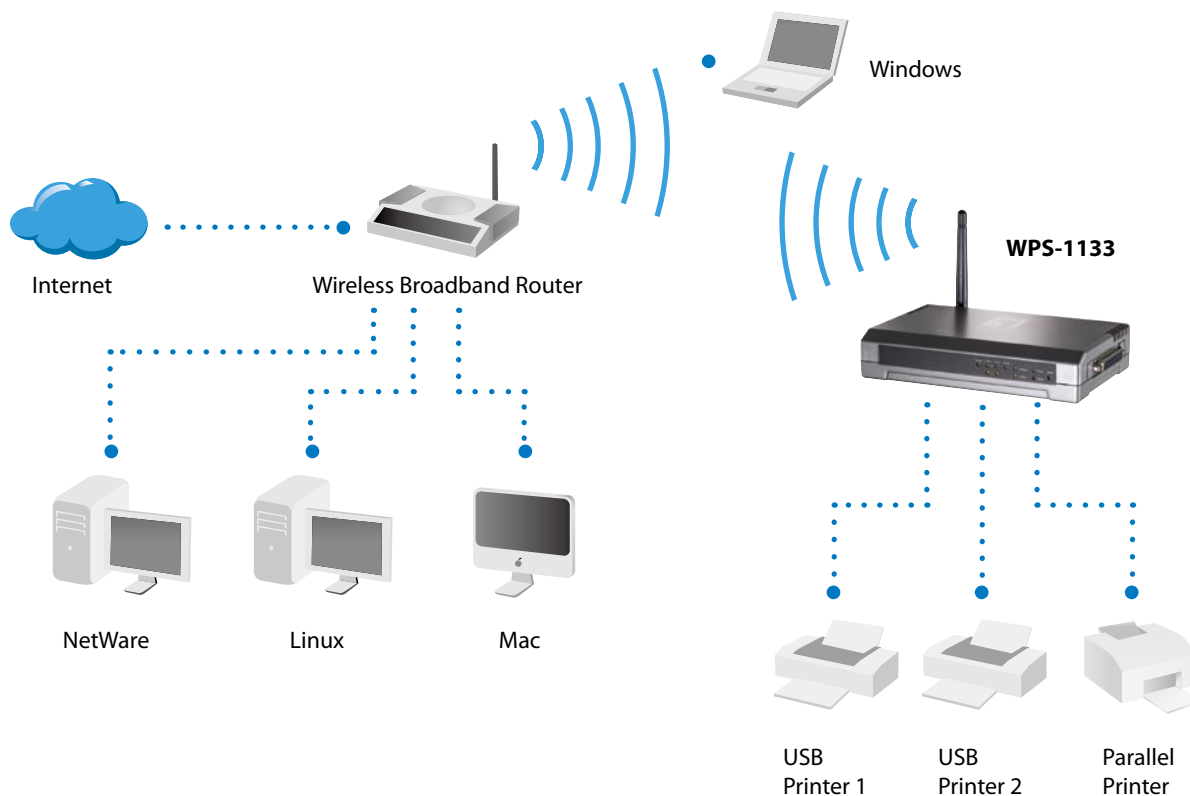 Windows
WPS-1133
Internet
Wireless Broadband Router
NetWare
Linux
Mac
USB
Printer 1
USB
Printer 2
Parallel
Printer